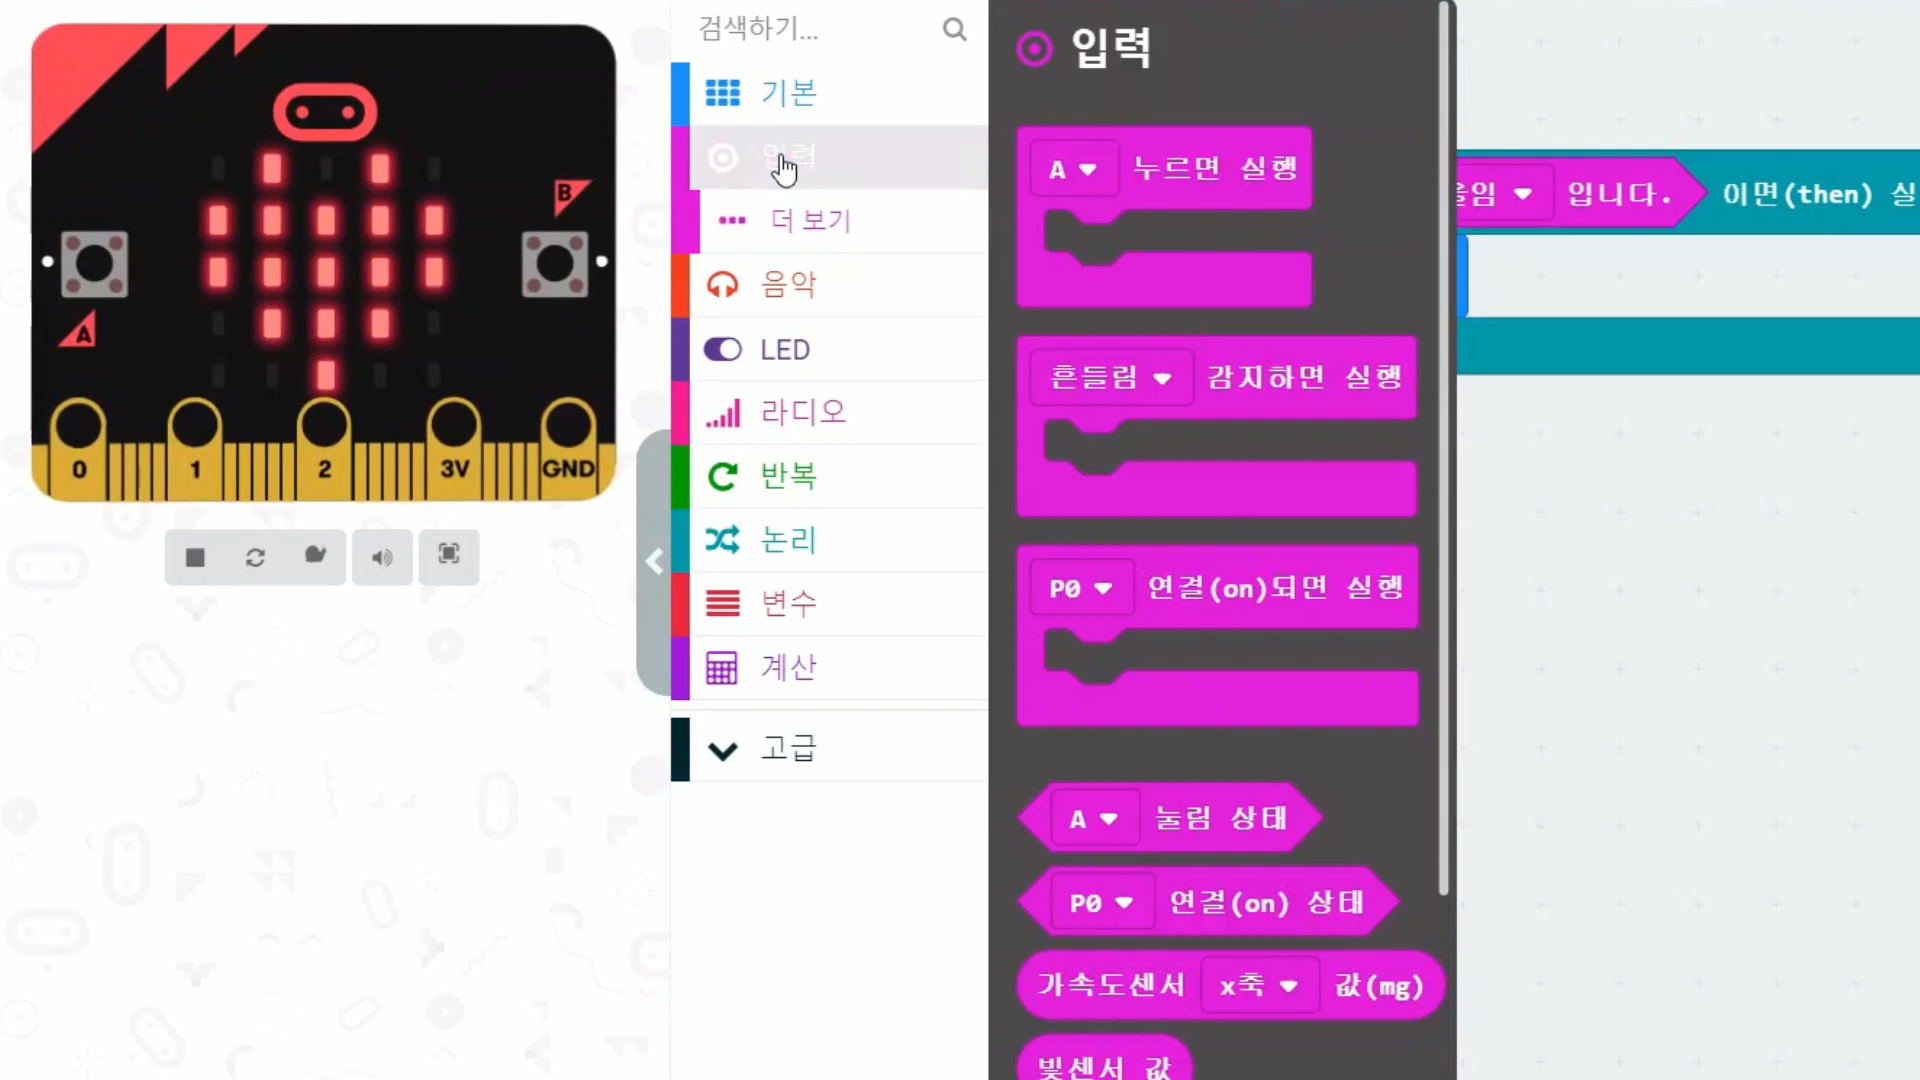 B
A
0
1
2
3V
GND
검색하기...
기본
입력
더 보기
음악
LED
라디오
반복
논리
변수
계산
고급
입력
A 누르면 실행
흔들림 감지하면 실행
P0 연결(on)되면 실행
A 눌림 상태
P0 연결(on) 상태
가속도센서 x축 값(mg)
빛센서 값
입니다. 이면(then)